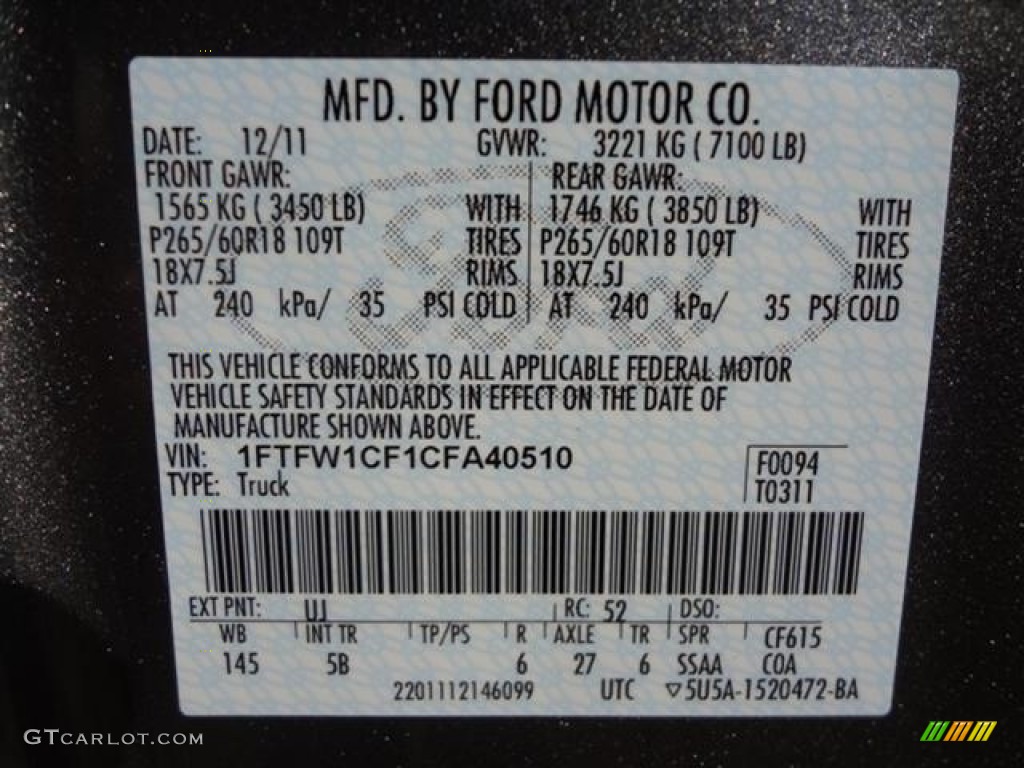 MFD. BY FORD MOTOR CO.
DATE: 12/11 GVWR: 3221 KG ( 7100 LB)
FRONT GAWR: REAR GAWR:
1565 KG ( 3450 LB) WITH 1746 KG ( 3850 LB) WITH
P265/60R18 109T TIRES P265/60R18 109T TIRES
18X7.5J RIMS 18X7.5J RIMS
AT 240 kPa/ 35 PSI COLD AT 240 kPa/ 35 PSI COLD
THIS VEHICLE CONFORMS TO ALL APPLICABLE FEDERAL MOTOR
VEHICLE SAFETY STANDARDS IN EFFECT ON THE DATE OF
MANUFACTURE SHOWN ABOVE.
VIN: 1FTFW1CF1CFA40510 F0094
TYPE: Truck T0311
EXT PNT: UJ RC: 52 DSO:
WB INT TR TP/PS R AXLE TR SPR CF615
145 5B 6 27 6 SSAA COA
2201112146099 UTC ▽5U5A-1520472-BA
GTCARLOT.COM